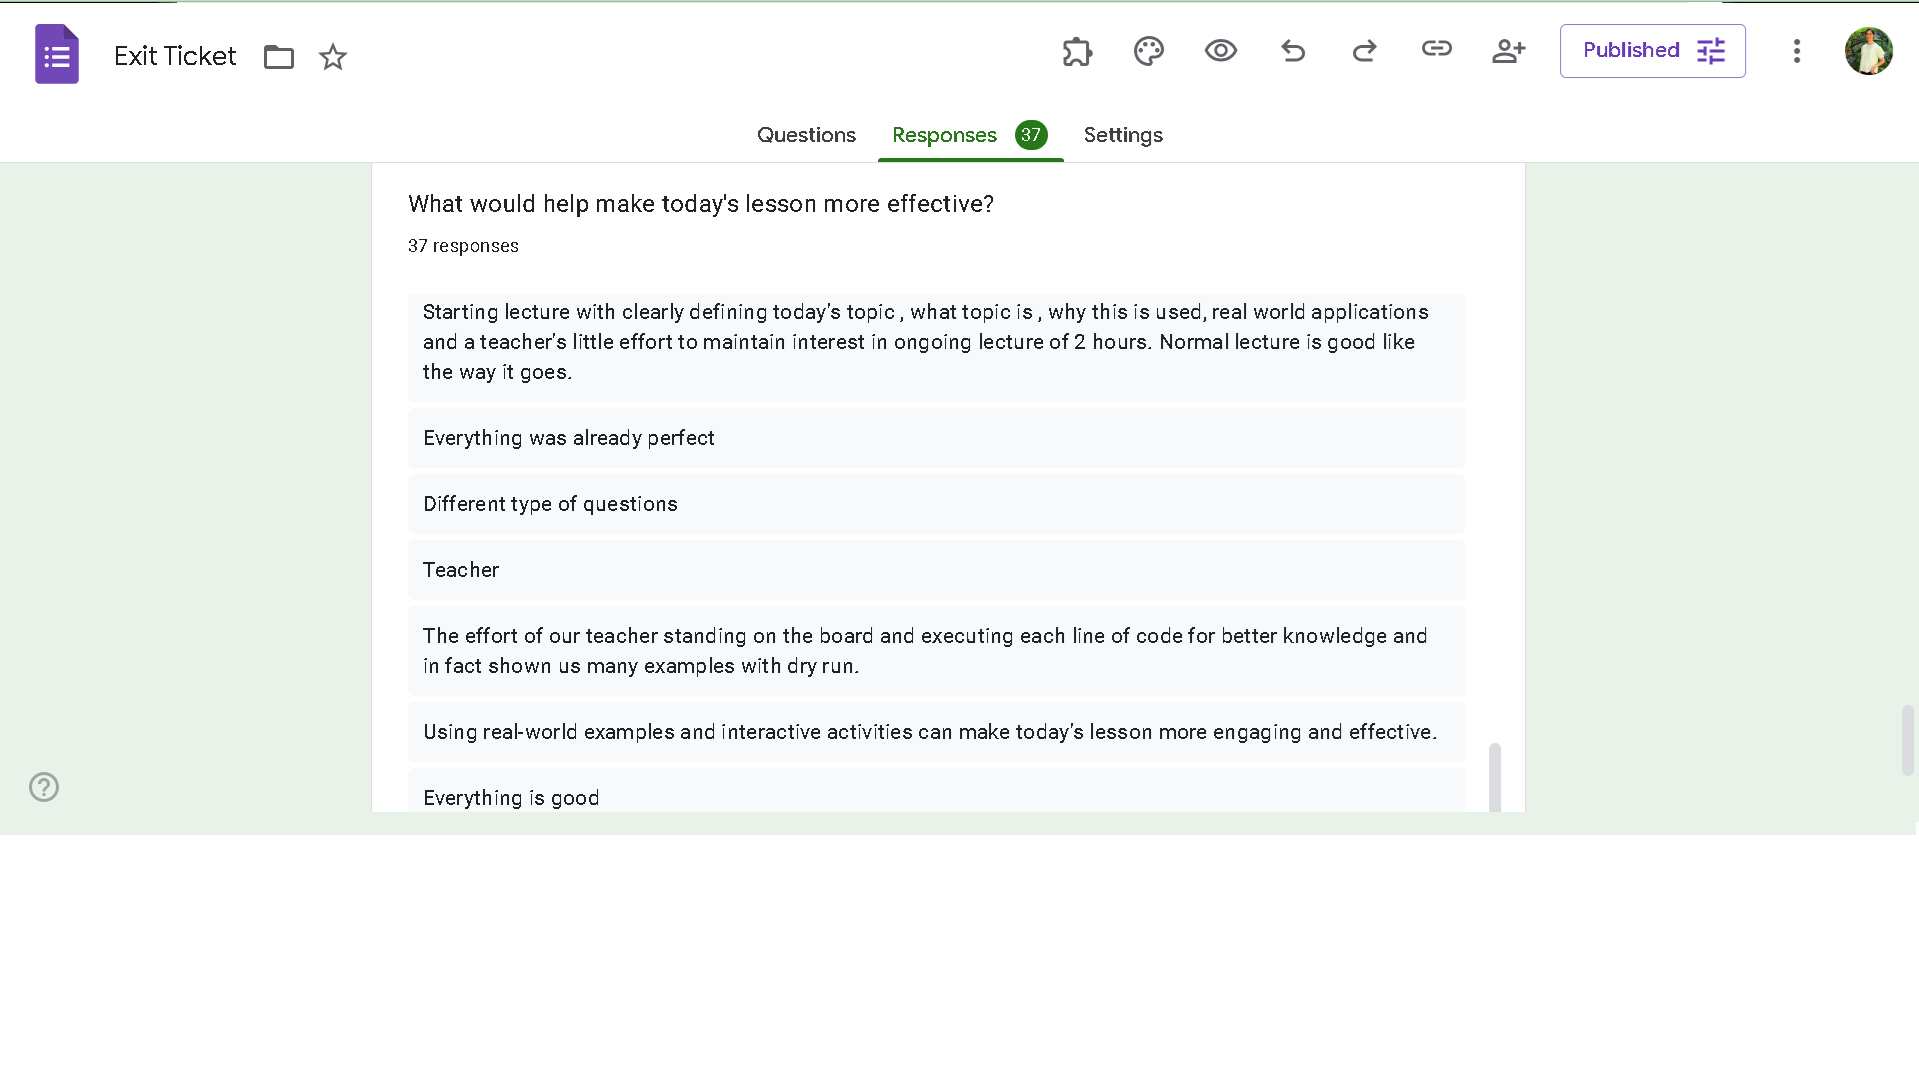 Exit Ticket
Published
Questions
Responses 37
Settings
What would help make today's lesson more effective?
37 responses
Starting lecture with clearly defining today's topic , what topic is , why this is used, real world applications
and a teacher's little effort to maintain interest in ongoing lecture of 2 hours. Normal lecture is good like
the way it goes.
Everything was already perfect
Different type of questions
Teacher
The effort of our teacher standing on the board and executing each line of code for better knowledge and
in fact shown us many examples with dry run.
Using real-world examples and interactive activities can make today's lesson more engaging and effective.
Everything is good